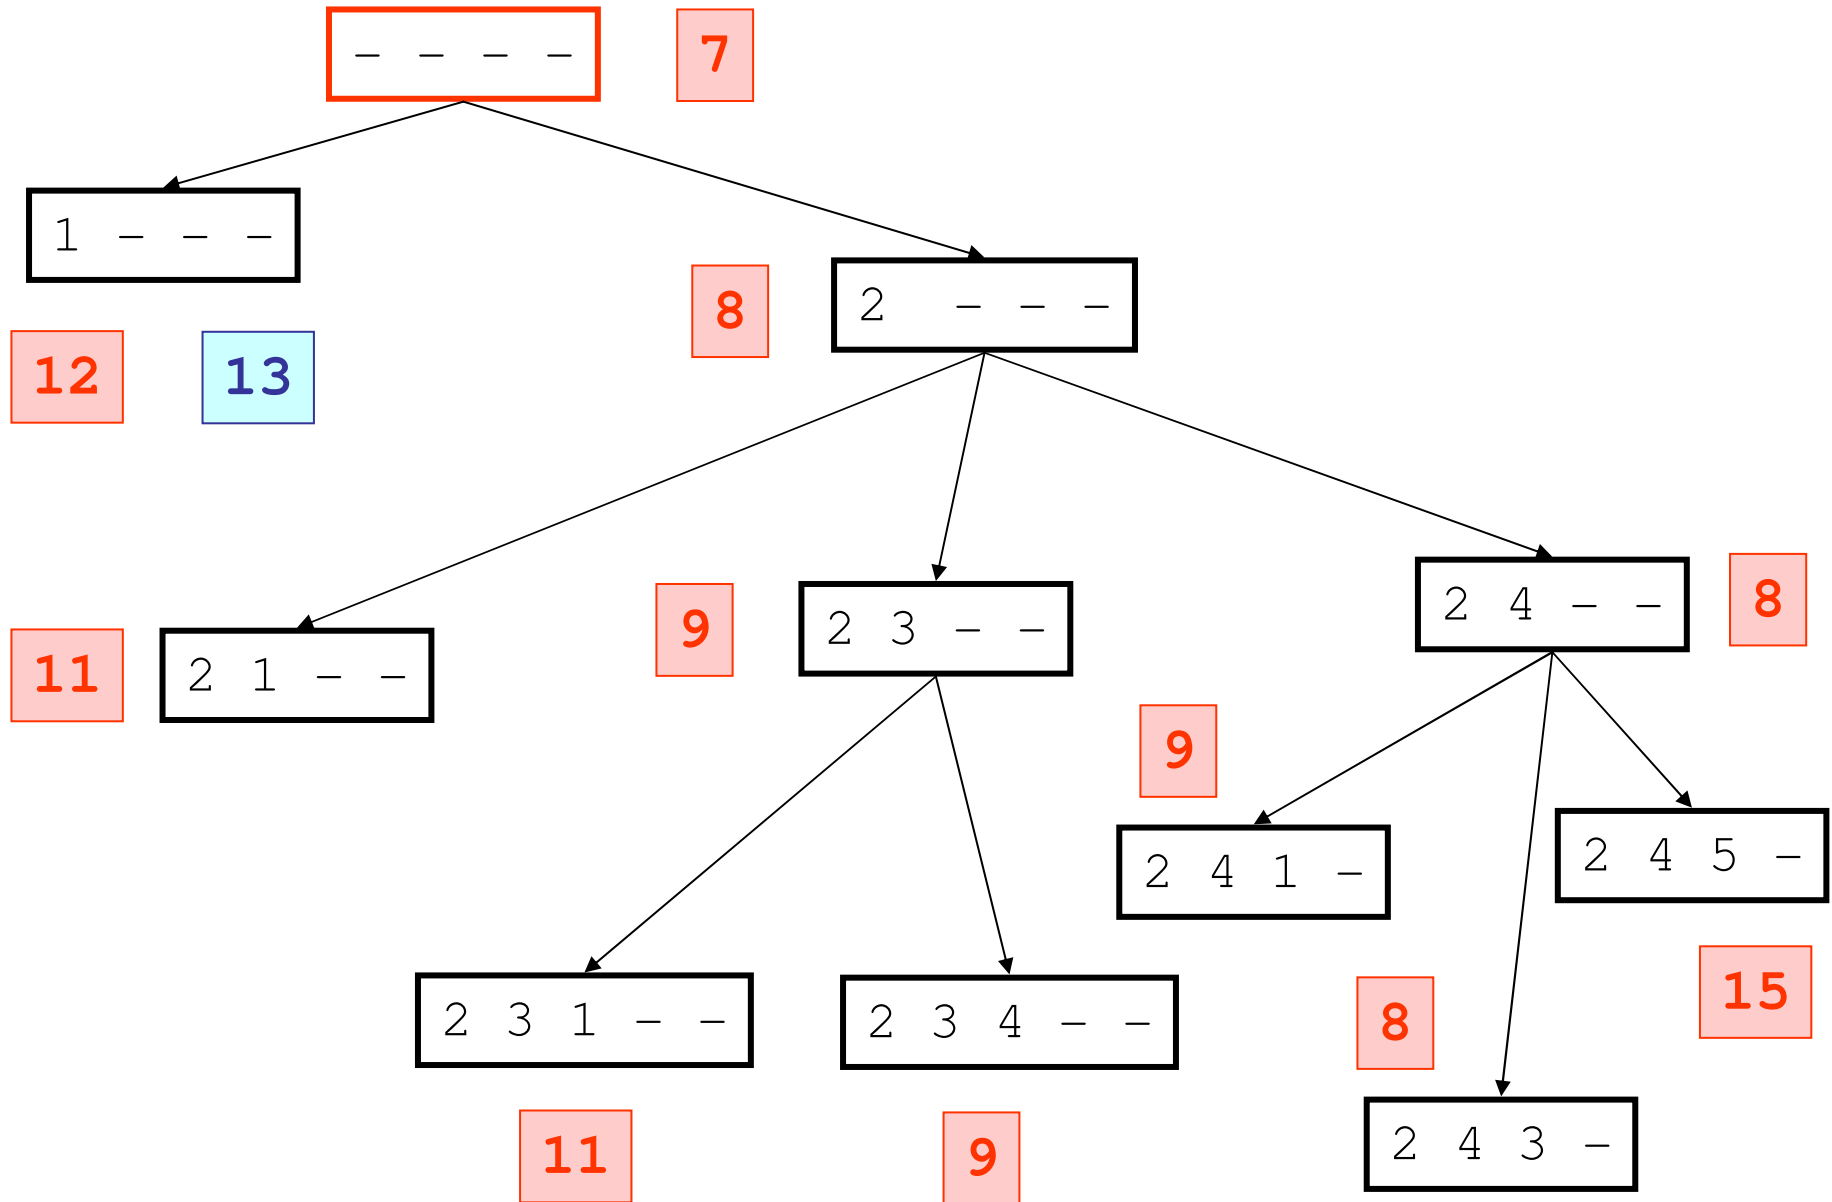 - - - -
7
1 - - -
8
2 - - -
12
13
2 4 - -
8
9
2 3 - -
11
2 1 - -
9
2 4 1 -
2 4 5 -
15
2 3 1 - -
2 3 4 - -
8
11
9
2 4 3 -